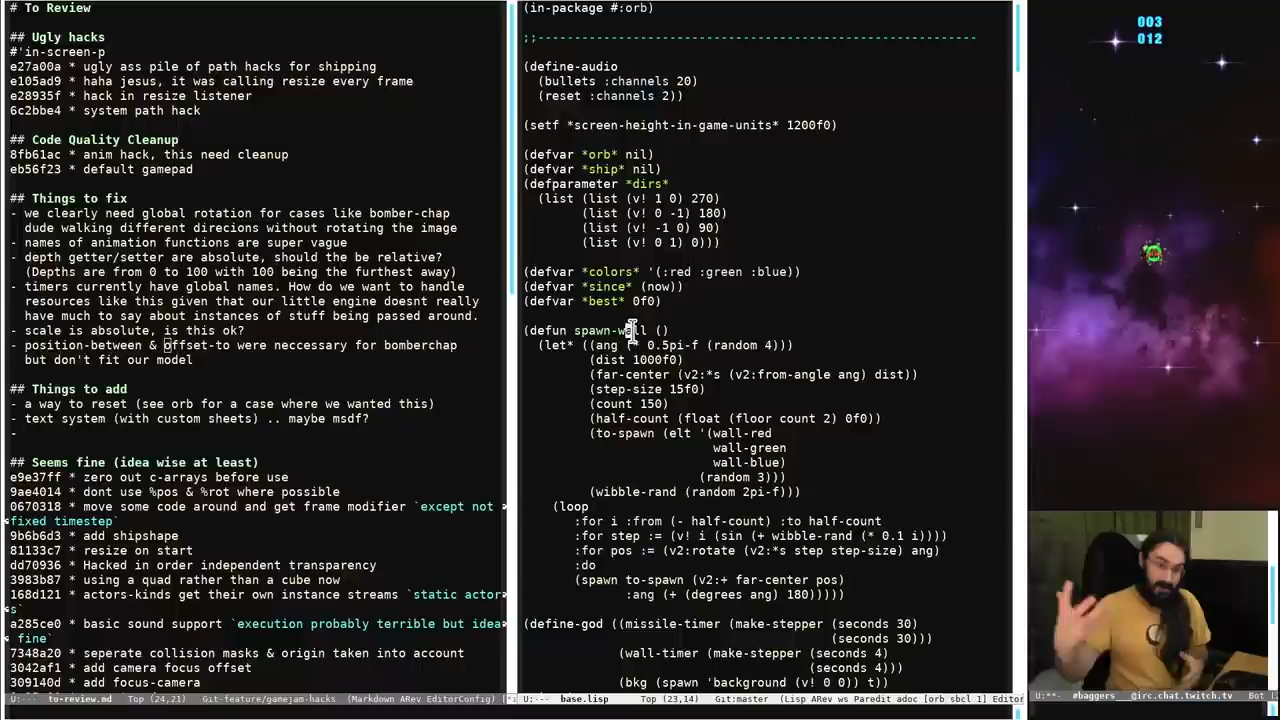 # To Review
## Ugly hacks
#'in-screen-p
e27a00a * ugly ass pile of path hacks for shipping
e105ad9 * haha jesus, it was calling resize every frame
e28935f * hack in resize listener
6c2bbe4 * system path hack
## Code Quality Cleanup
8fb61ac * anim hack, this need cleanup
eb56f23 * default gamepad
## Things to fix
- we clearly need global rotation for cases like bomber-chap
dude walking different direcions without rotating the image
- names of animation functions are super vague
- depth getter/setter are absolute, should the be relative?
(Depths are from 0 to 100 with 100 being the furthest away)
- timers currently have global names. How do we want to handle
resources like this given that our little engine doesnt really
have much to say about instances of stuff being passed around.
- scale is absolute, is this ok?
- position-between & offset-to were neccessary for bomberchap
but don't fit our model
## Things to add
- a way to reset (see orb for a case where we wanted this)
- text system (with custom sheets) .. maybe msdf?
-
## Seems fine (idea wise at least)
e9e37ff * zero out c-arrays before use
9ae4014 * dont use %pos & %rot where possible
0670318 * move some code around and get frame modifier `except not
fixed timestep`
9b6b6d3 * add shipshape
81133c7 * resize on start
dd76936 * Hacked in order independent transparency
3983b87 * using a quad rather than a cube now
168d121 * actors-kinds get their own instance streams `static actor
s`
a285ce0 * basic sound support `execution probably terrible but idea
fine`
7348a20 * seperate collision masks & origin taken into account
3042af1 * add camera focus offset
309140d * add focus-camera
Top (24,21) Git-feature/gamejam-hacks (Markdown ARev EditorConfig)
(in-package #:orb)
;;------------------------------------------------------------
(define-audio
(bullets :channels 20)
(reset :channels 2))
(setf *screen-height-in-game-units* 1200f0)
(defvar *orb* nil)
(defvar *ship* nil)
(defparameter *dirs*
(list (list (v! 1 0) 270)
(list (v! 0 -1) 180)
(list (v! -1 0) 90)
(list (v! 0 1) 0)))
(defvar *colors* '(:red :green :blue))
(defvar *since* (now))
(defvar *best* 0f0)
(defun spawn-wall ()
(let* ((ang (* 0.5pi-f (random 4)))
(dist 1000f0)
(far-center (v2:*s (v2:from-angle ang) dist))
(step-size 15f0)
(count 150)
(half-count (float (floor count 2) 0f0))
(to-spawn (elt '(wall-red
wall-green
wall-blue)
(random 3)))
(wibble-rand (random 2pi-f)))
(loop
:for i :from (- half-count) :to half-count
:for step := (v! i (sin (+ wibble-rand (* 0.1 i))))
:for pos := (v2:rotate (v2:*s step step-size) ang)
:do
(spawn to-spawn (v2:+ far-center pos)
:ang (+ (degrees ang) 180)))))
(define-god ((missile-timer (make-stepper (seconds 30)
(seconds 30)))
(wall-timer (make-stepper (seconds 4)
(seconds 4)))
(bkg (spawn 'background (v! 0 0)) t))
U:--- base.lisp Top (23,14) Git:master (Lisp ARev ws Paredit adoc [orb sbcl 1] Editor
003
012
U:**- #baggers _@irc.chat.twitch.tv Bot